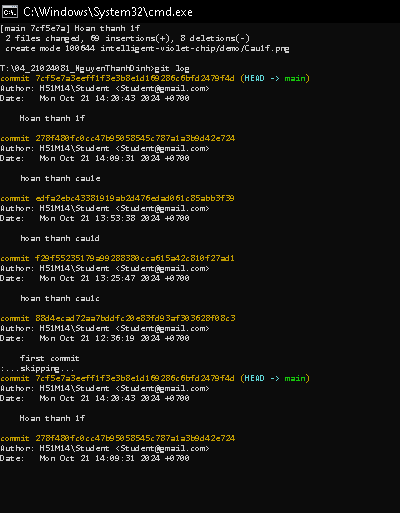 C:\Windows\System32\cmd.exe
[main 7cf5e7a] Hoan thanh 1f
2 files changed, 69 insertions(+), 8 deletions(-)
create mode 100644 intelligent-violet-chip/demo/Cau1f.png
T:\04_21024081_NguyenThanhDinh>git log
commit 7cf5e7a3eeff1f3e3b8e1d169286c6bfd2479f4d (HEAD -> main)
Author: H51M14\Student <Student@gmail.com>
Date:   Mon Oct 21 14:20:43 2024 +0700
Hoan thanh 1f
commit 278f480fc0cc47b95058545c787a1a3b9d42e724
Author: H51M14\Student <Student@gmail.com>
Date:   Mon Oct 21 14:09:31 2024 +0700
hoan thanh cau1e
commit edfa2ebc43381919ab2d476edad061c85abb3f39
Author: H51M14\Student <Student@gmail.com>
Date:   Mon Oct 21 13:53:38 2024 +0700
hoan thanh cau1d
commit f29f55235179a99288380cca615a42c810f27ad1
Author: H51M14\Student <Student@gmail.com>
Date:   Mon Oct 21 13:25:47 2024 +0700
hoan thanh cau1c
commit 88d4ecad72aa7bddfc20e83fd93af303628f08c3
Author: H51M14\Student <Student@gmail.com>
Date:   Mon Oct 21 12:36:19 2024 +0700
first commit
:...skipping...
commit 7cf5e7a3eeff1f3e3b8e1d169286c6bfd2479f4d (HEAD -> main)
Author: H51M14\Student <Student@gmail.com>
Date:   Mon Oct 21 14:20:43 2024 +0700
Hoan thanh 1f
commit 278f480fc0cc47b95058545c787a1a3b9d42e724
Author: H51M14\Student <Student@gmail.com>
Date:   Mon Oct 21 14:09:31 2024 +0700